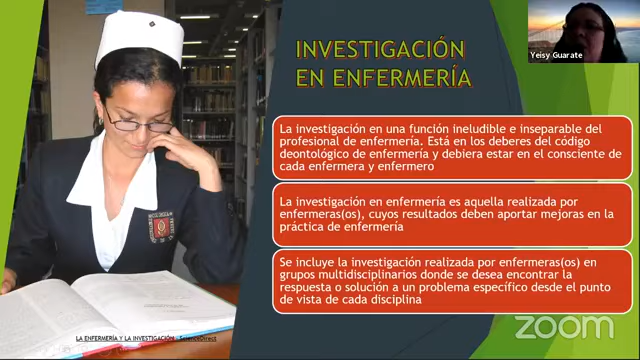 INVESTIGACIÓN
EN ENFERMERÍA
Yeisy Guarate
La investigación en una función ineludible e inseparable del
profesional de enfermería. Está en los deberes del código
deontológico de enfermería y debiera estar en el consciente de
cada enfermera y enfermero
La investigación en enfermería es aquella realizada por
enfermeras(os), cuyos resultados deben aportar mejoras en la
práctica de enfermería
Se incluye la investigación realizada por enfermeras(os) en
grupos multidisciplinarios donde se desea encontrar la
respuesta o solución a un problema específico desde el punto
de vista de cada disciplina
LA ENFERMERÍA Y LA INVESTIGACIÓN | ScienceDirect
zoom